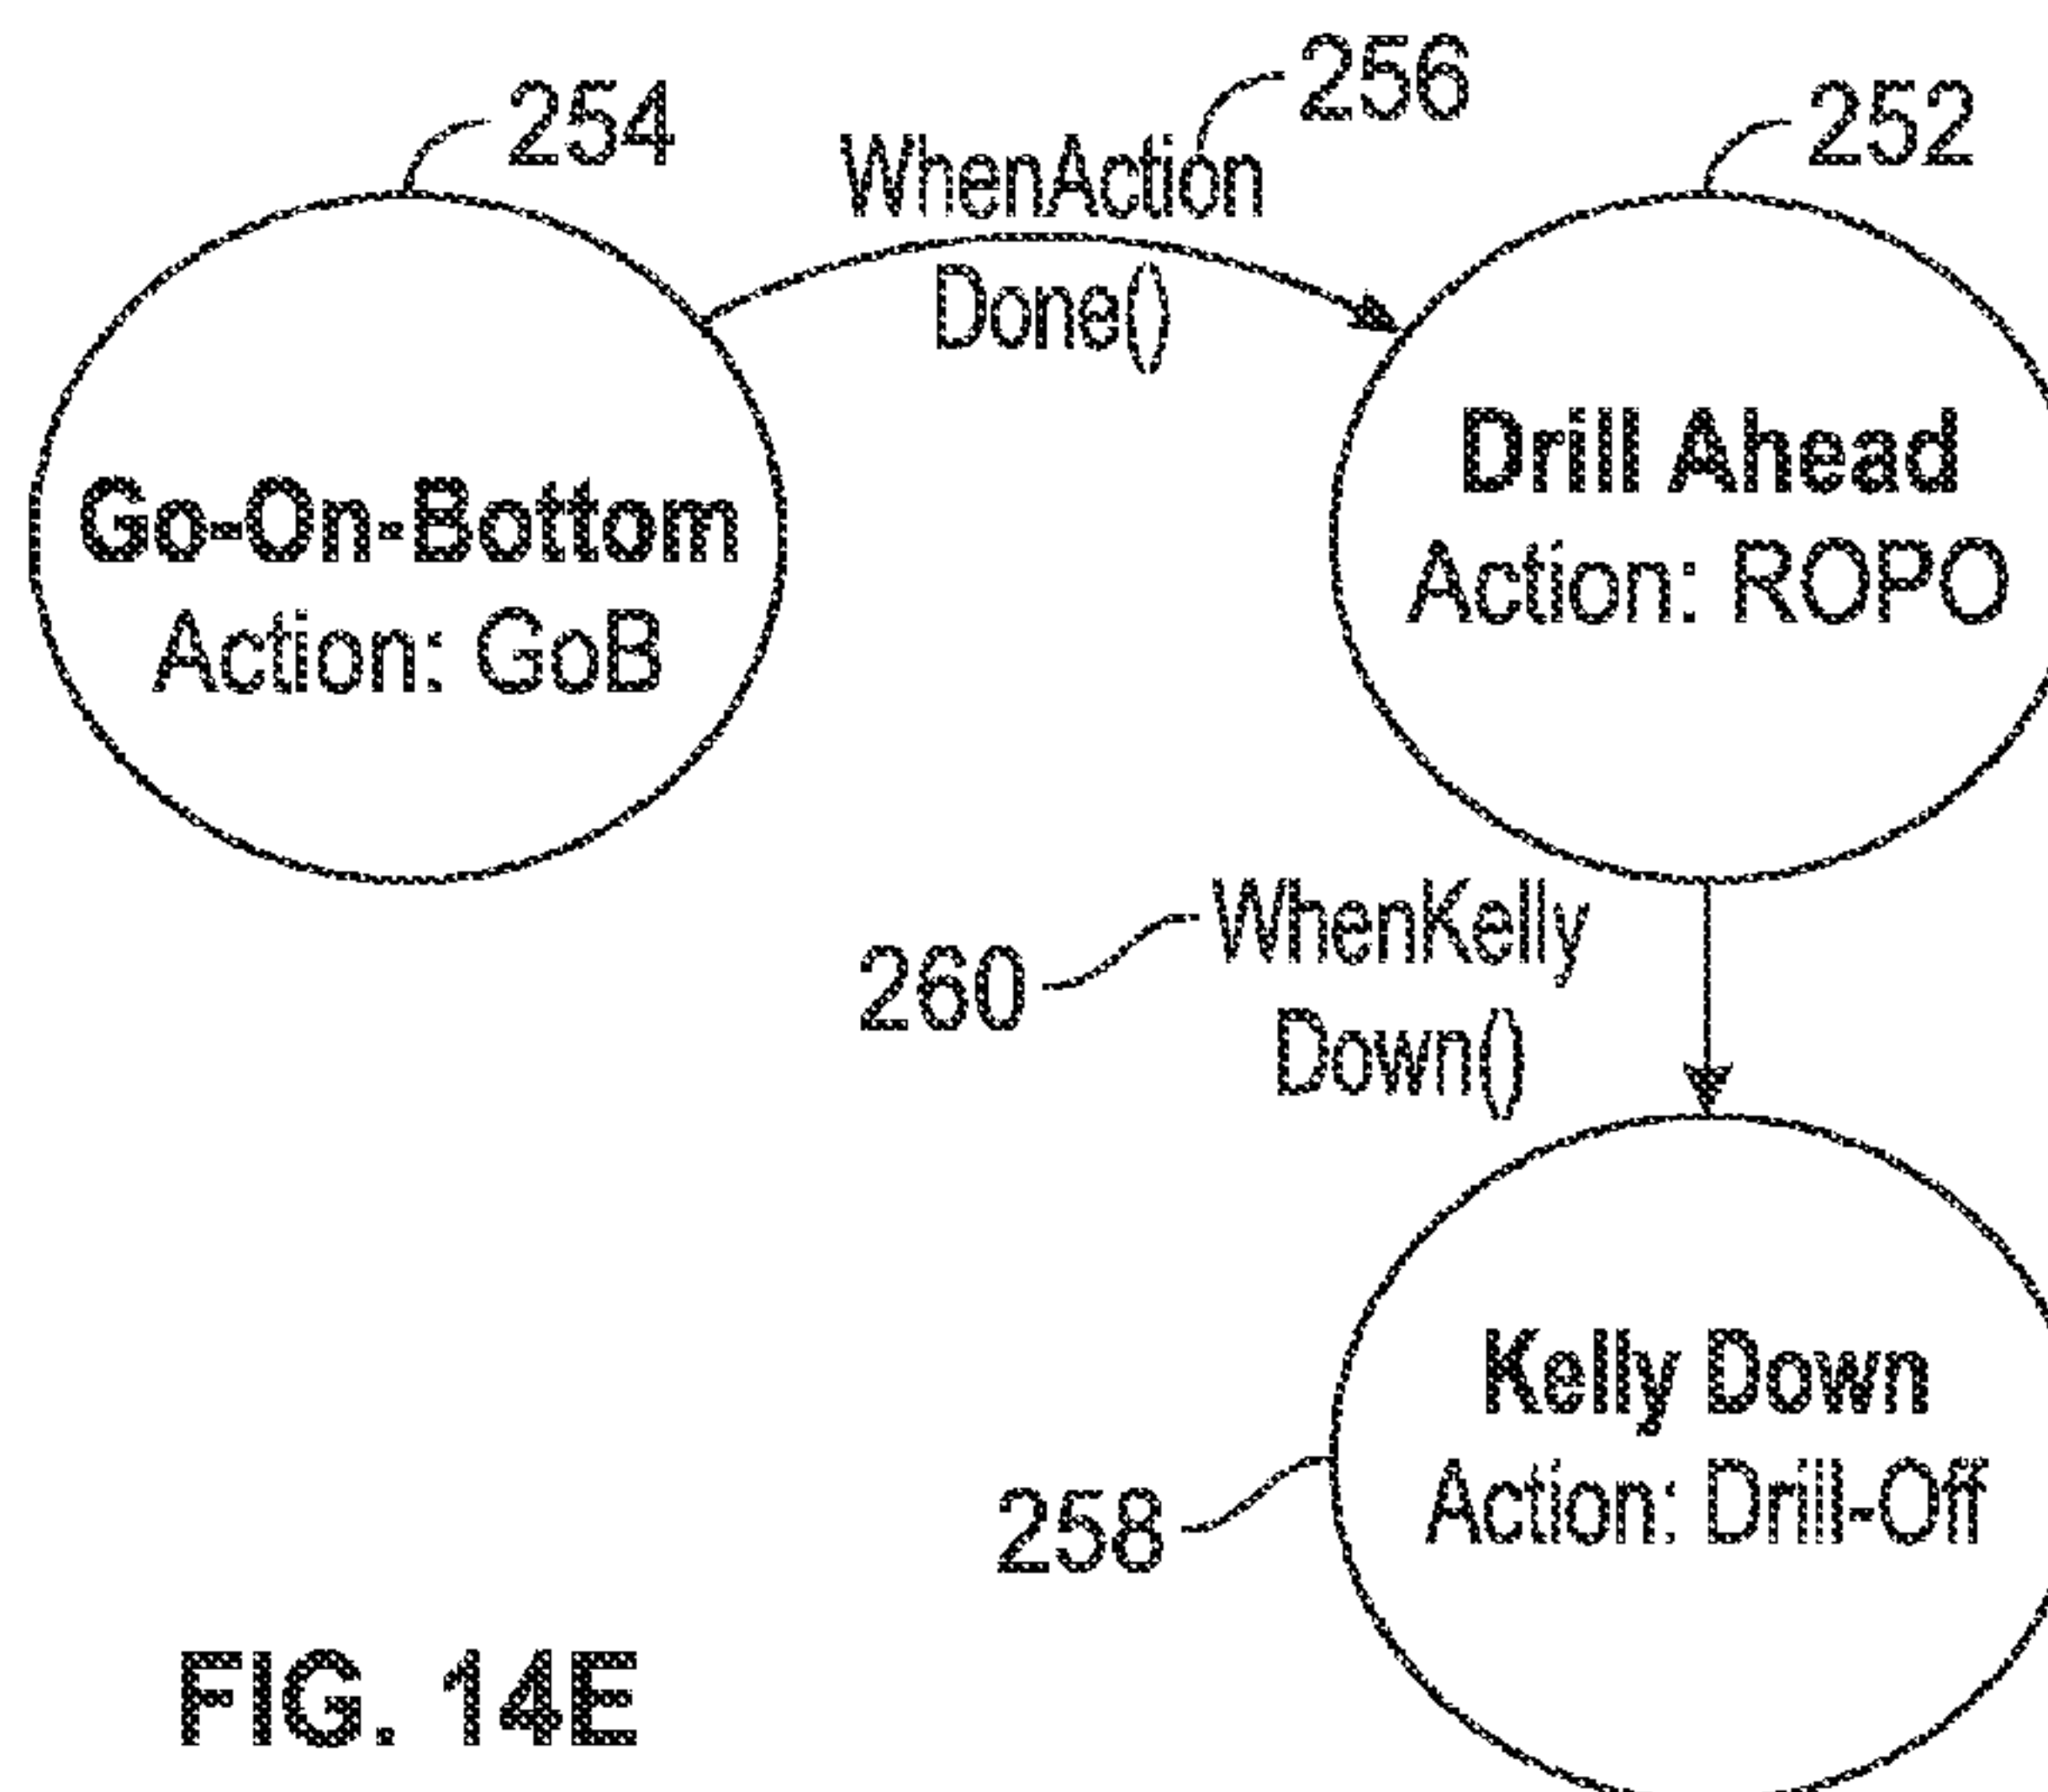 254
256
252
WhenAction
Done()
Go-On-Bottom
Action: GoB
Drill Ahead
Action: ROPO
260
WhenKelly
Down()
258
Kelly Down
Action: Drill-Off
FIG. 14E